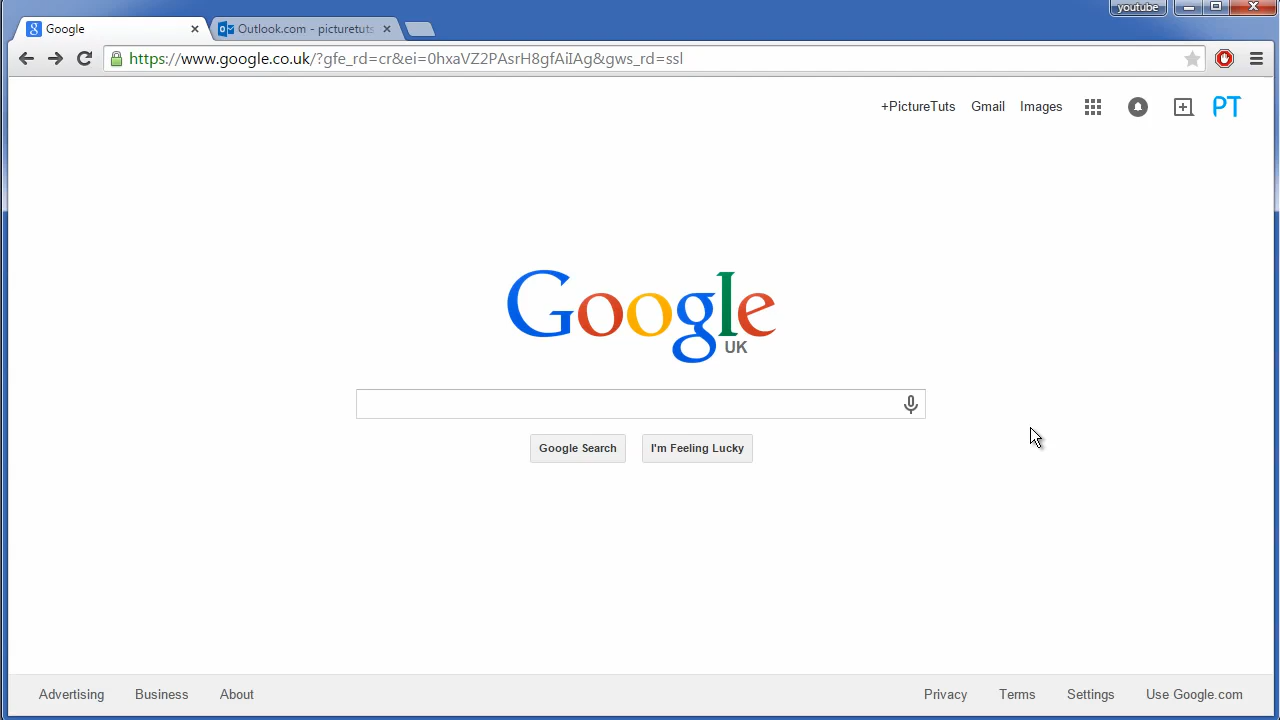 youtube
Google
Outlook.com - picturetuts
https://www.google.co.uk/?gfe_rd=cr&ei=0hxaVZ2PAsrH8gfAiIAg&gws_rd=ssl
+PictureTuts Gmail Images PT
Google
UK
Google Search I'm Feeling Lucky
Advertising Business About Privacy Terms Settings Use Google.com